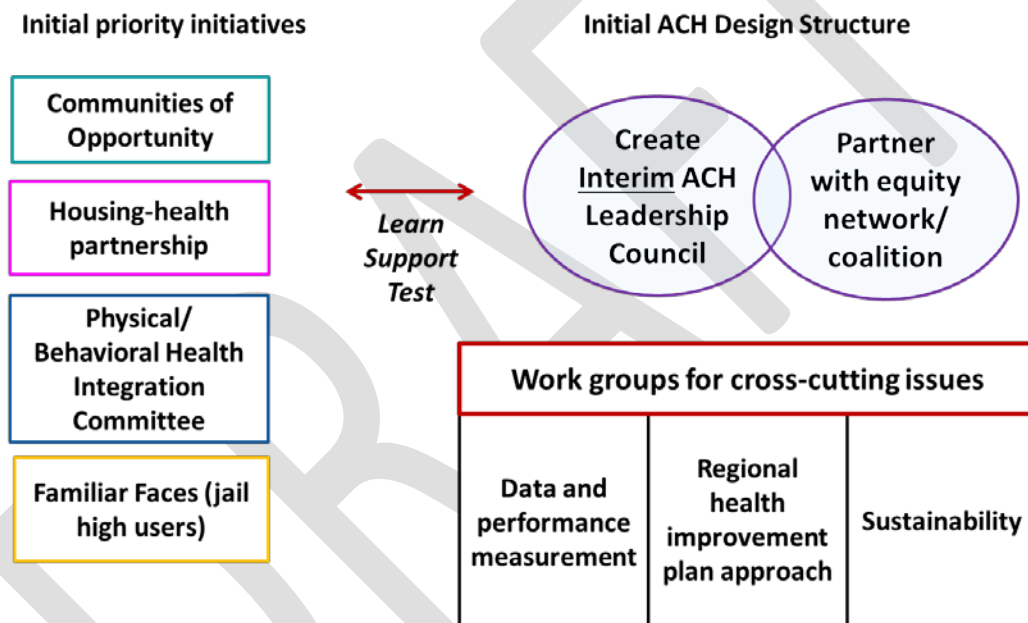 Initial priority initiatives
Communities of
Opportunity
Housing-health
partnership
Physical/
Behavioral Health
Integration
Committee
Familiar Faces (jail
high users)
Learn
Support
Test
Initial ACH Design Structure
Create
Interim ACH
Leadership
Council
Partner
with equity
network/
coalition
Work groups for cross-cutting issues
Data and
performance
measurement
Regional
health
improvement
plan approach
Sustainability
DRAFT